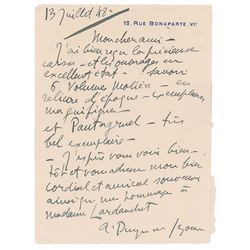 13 Juillet 48.
15, RUE BONAPARTE. VIᵉ
Mon cher ami –
J'ai bien reçu la précieuse
caisse – et les ouvrages en
excellent état – savoir
6 Volumes Molière – en
reliure d'époque – exemplaire
magnifique
et Pantagruel – très
bel exemplaire –
– J'espère vous voir bien-
tôt et vous adresse mon bien
cordial et amical souvenir
ainsi que mes hommages à
madame Lardanchet